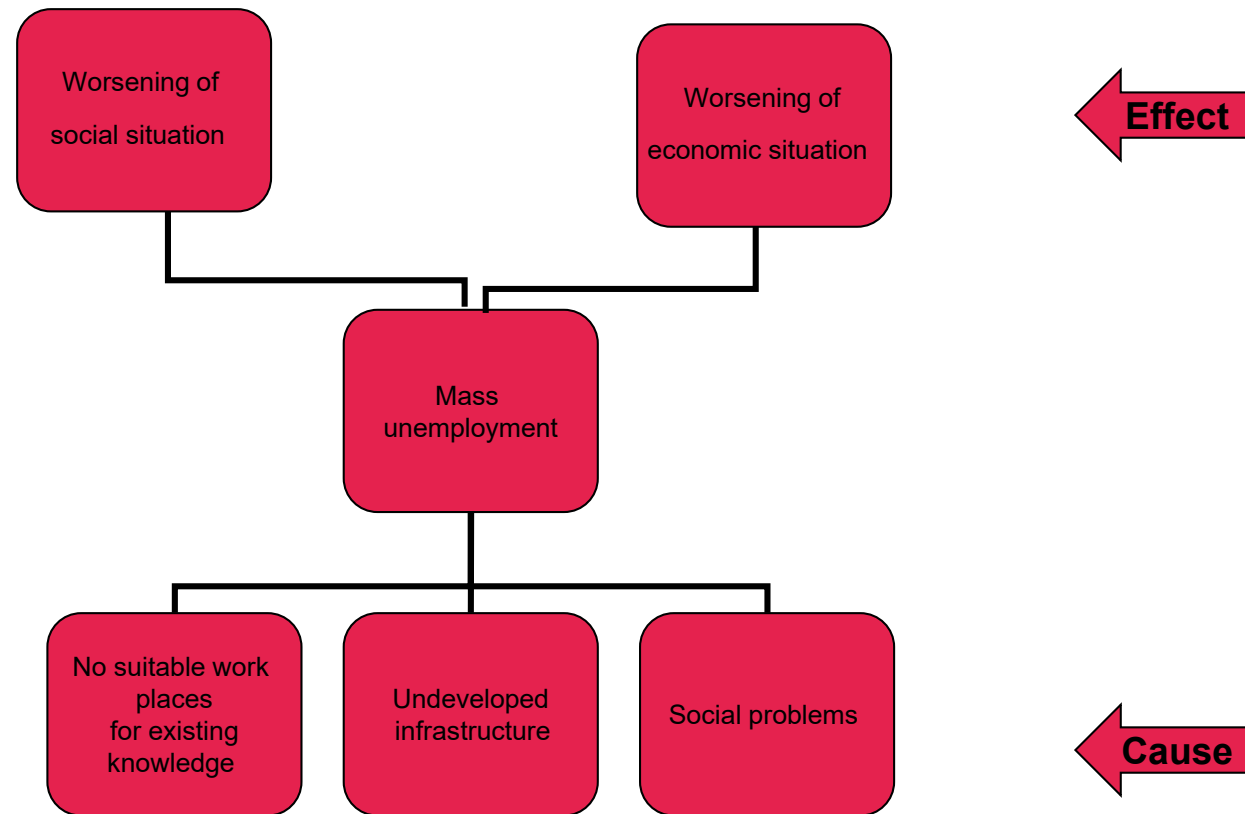 Worsening of
social situation
Worsening of
economic situation
Effect
Mass
unemployment
No suitable work
places
for existing
knowledge
Undeveloped
infrastructure
Social problems
Cause